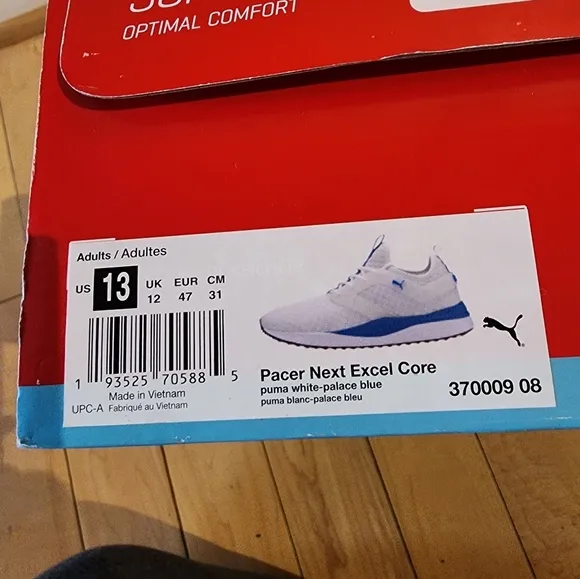 OPTIMAL COMFORT
Adults / Adultes
US 13 UK 12 EUR 47 CM 31
1 93525 70588 5
Made in Vietnam
UPC-A Fabriqué au Vietnam
Pacer Next Excel Core
puma white-palace blue
puma blanc-palace bleu
370009 08